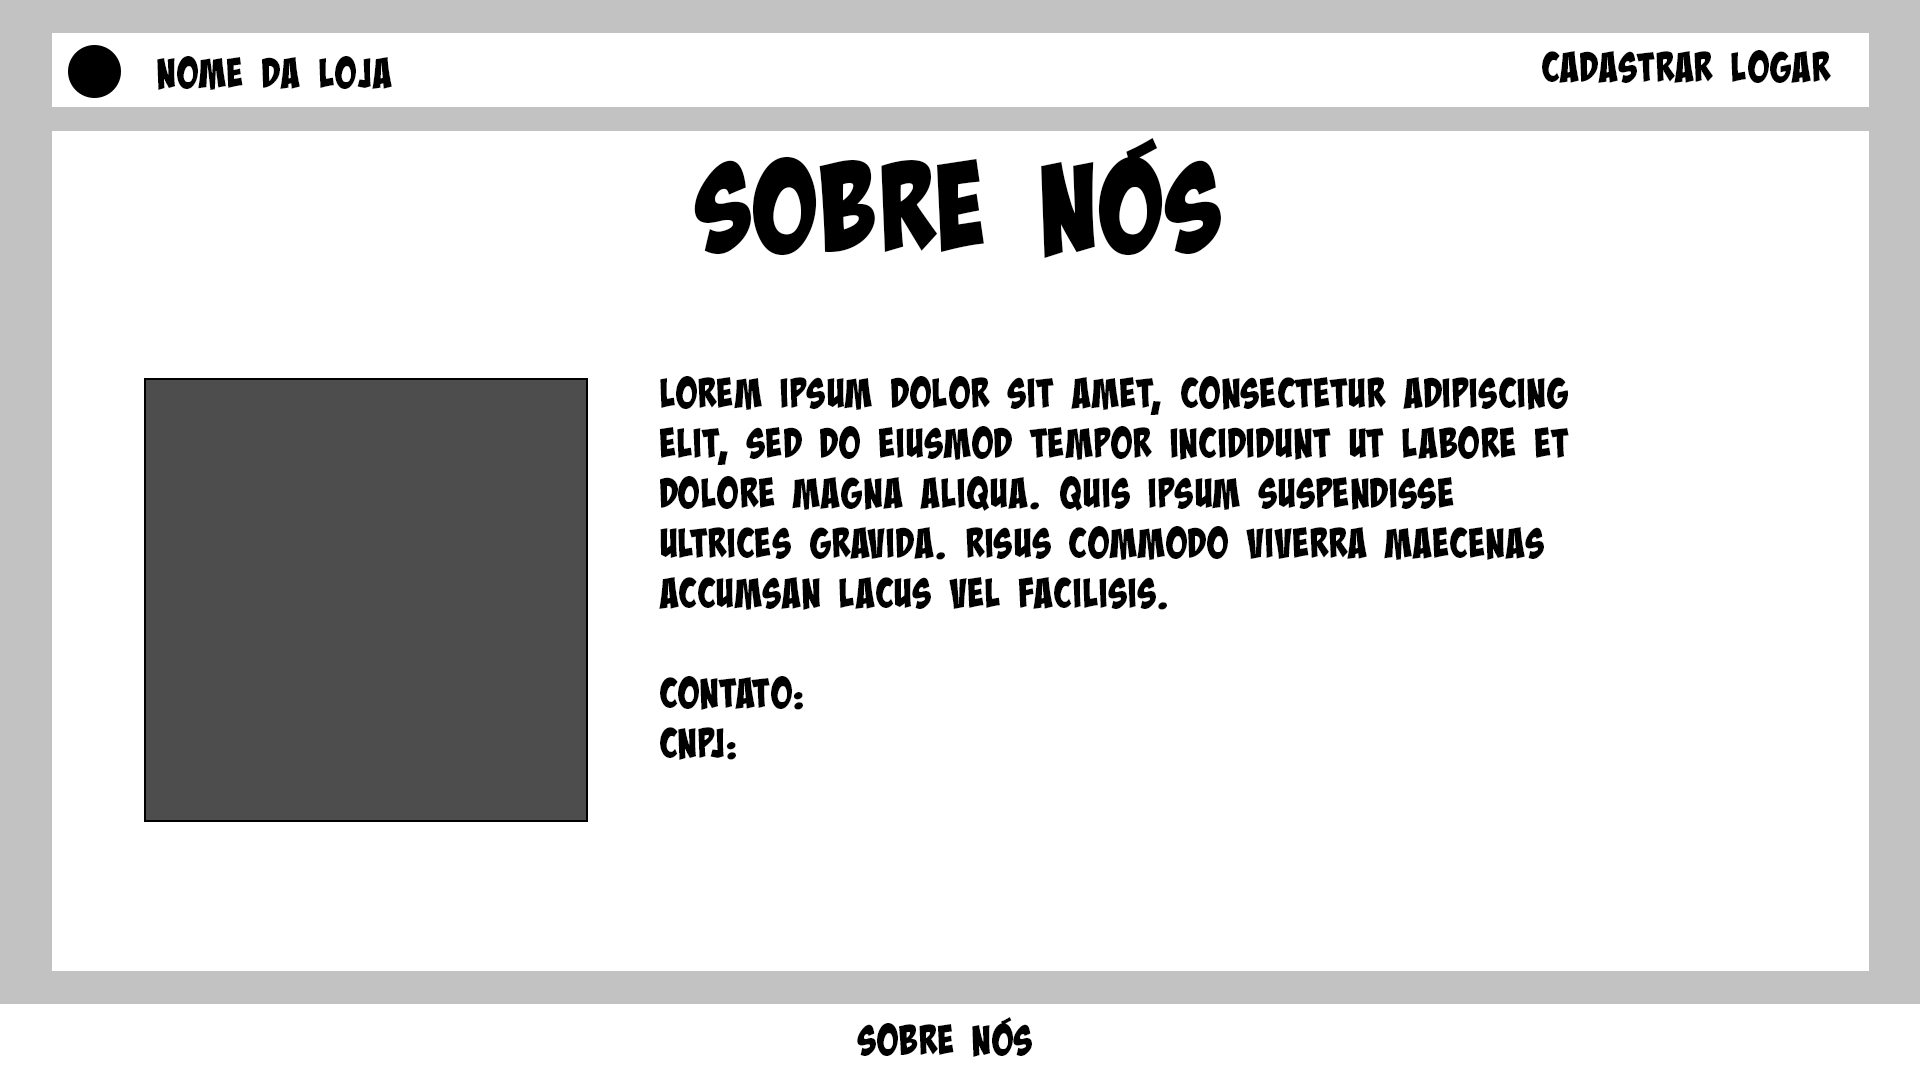 NOME DA LOJA
CADASTRAR LOGAR
SOBRE NÓS
LOREM IPSUM DOLOR SIT AMET, CONSECTETUR ADIPISCING
ELIT, SED DO EIUSMOD TEMPOR INCIDIDUNT UT LABORE ET
DOLORE MAGNA ALIQUA. QUIS IPSUM SUSPENDISSE
ULTRICES GRAVIDA. RISUS COMMODO VIVERRA MAECENAS
ACCUMSAN LACUS VEL FACILISIS.
CONTATO:
CNPJ:
SOBRE NÓS